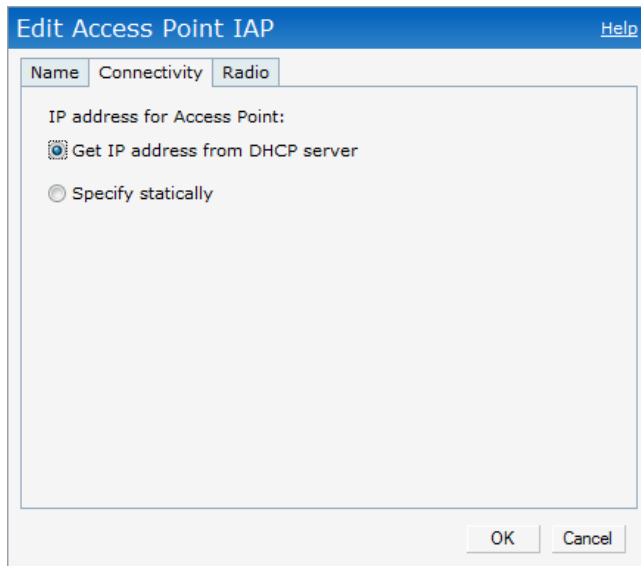 Edit Access Point IAP
Help
Name Connectivity Radio
IP address for Access Point:
Get IP address from DHCP server
Specify statically
OK Cancel